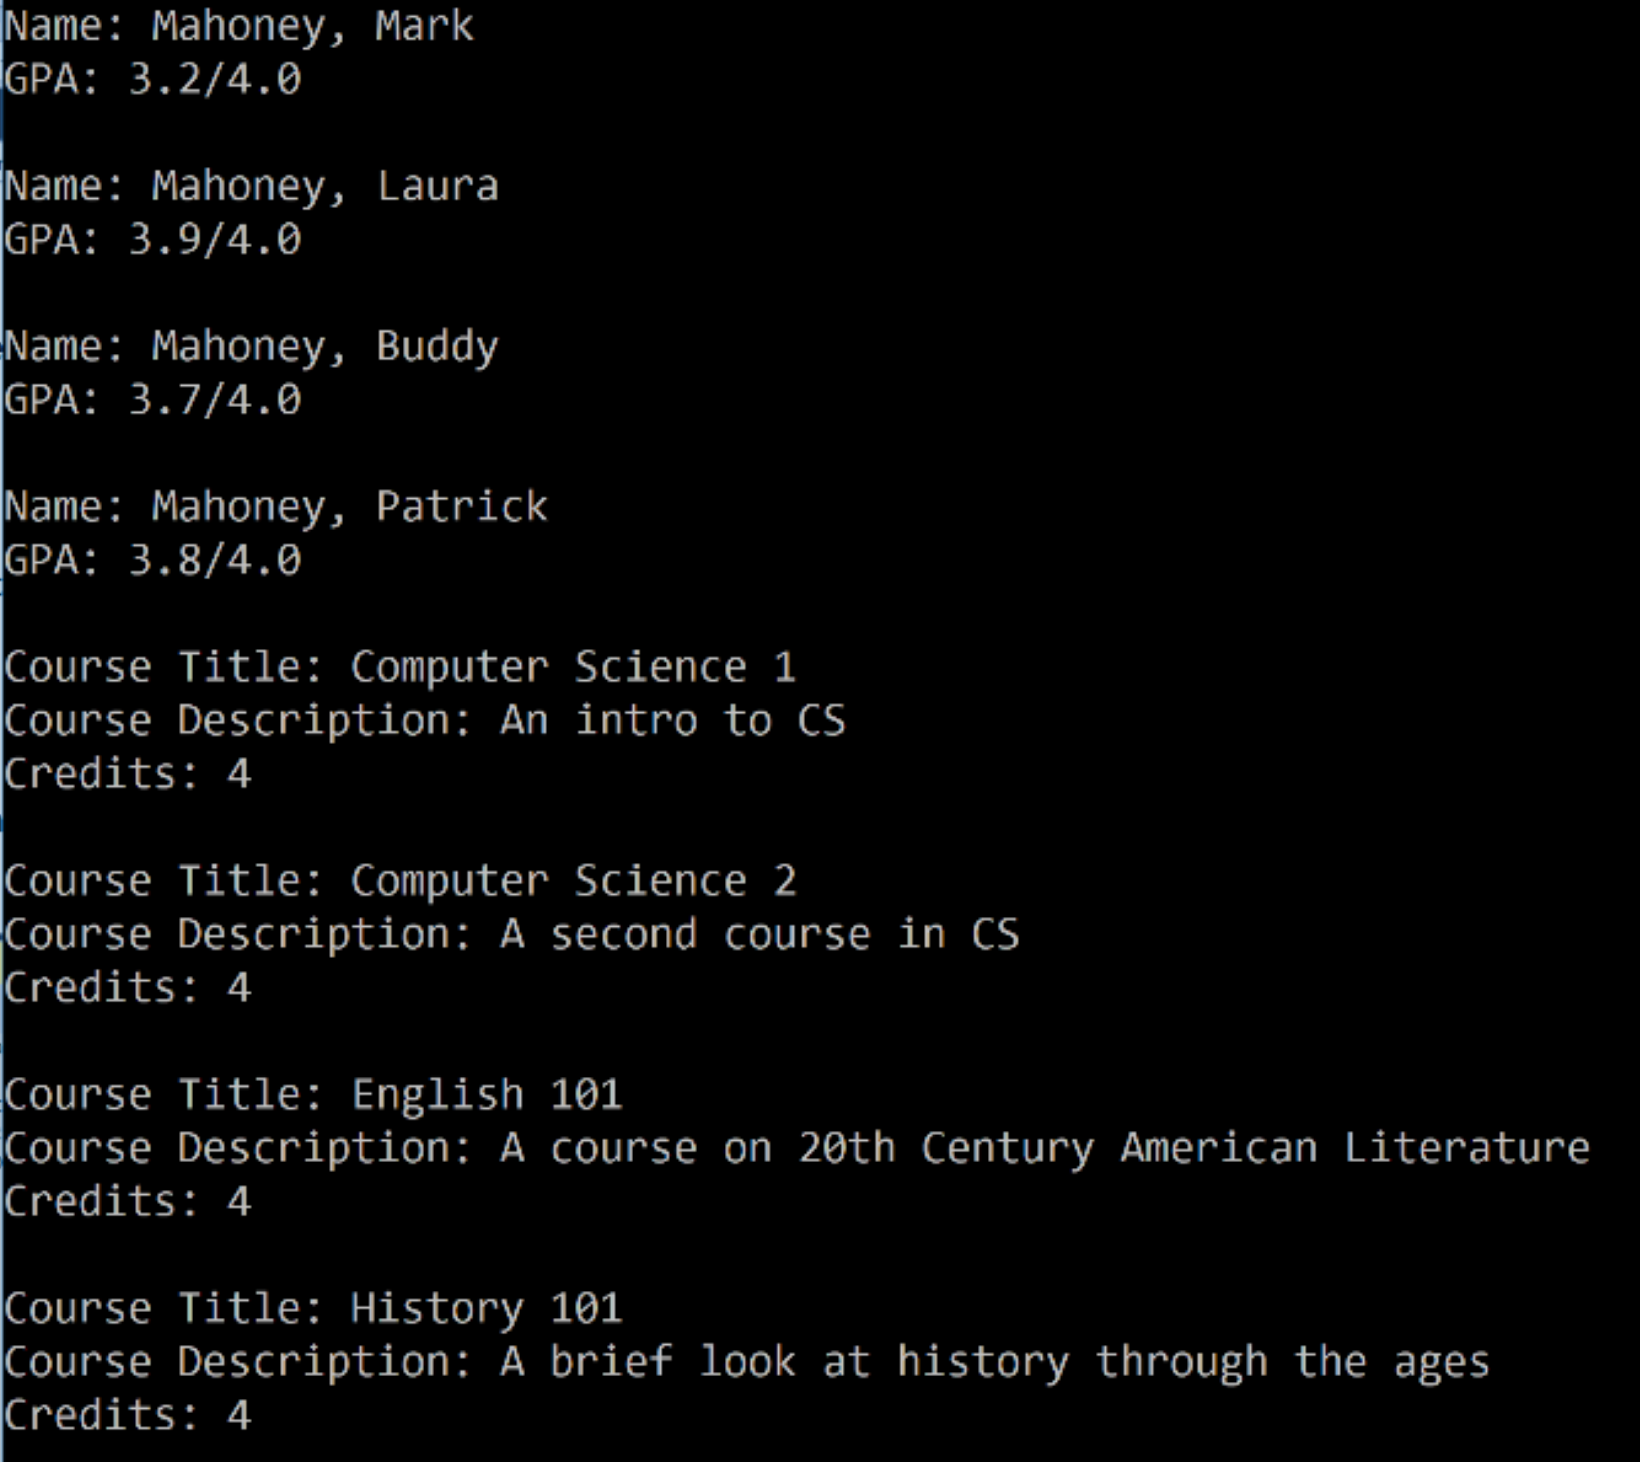 Name: Mahoney, Mark
GPA: 3.2/4.0
Name: Mahoney, Laura
GPA: 3.9/4.0
Name: Mahoney, Buddy
GPA: 3.7/4.0
Name: Mahoney, Patrick
GPA: 3.8/4.0
Course Title: Computer Science 1
Course Description: An intro to CS
Credits: 4
Course Title: Computer Science 2
Course Description: A second course in CS
Credits: 4
Course Title: English 101
Course Description: A course on 20th Century American Literature
Credits: 4
Course Title: History 101
Course Description: A brief look at history through the ages
Credits: 4